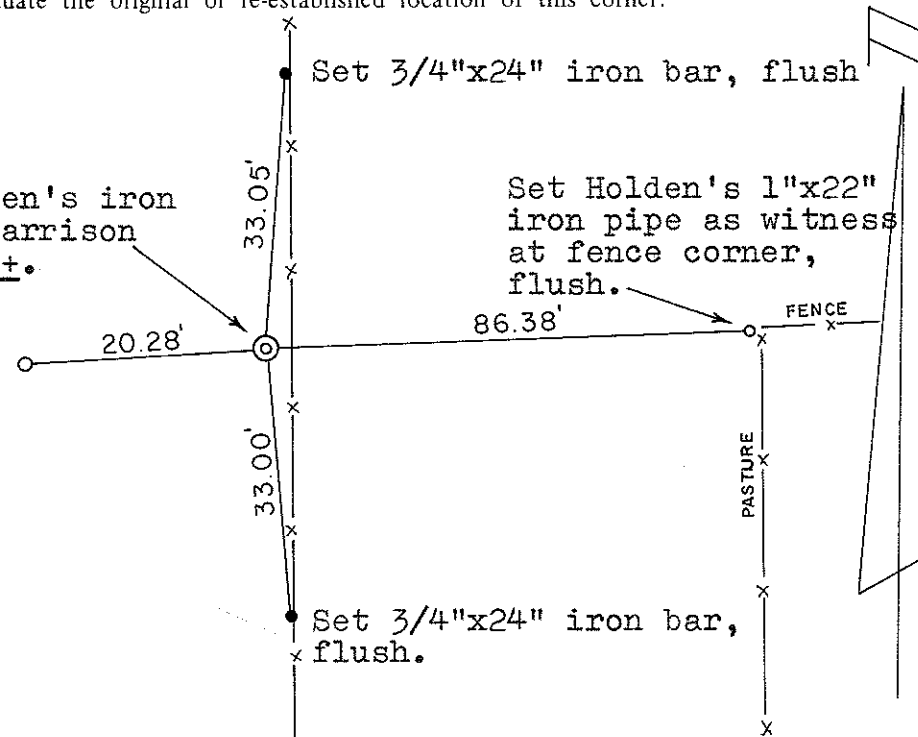 the original or re-established location of this corner.
Set 3/4"x24" iron bar, flush
33.05'
en's iron
arrison
±.
Set Holden's 1"x22"
iron pipe as witness
at fence corner,
flush.
FENCE
86.38'
20.28'
33.00'
PASTURE
Set 3/4"x24" iron bar,
flush.